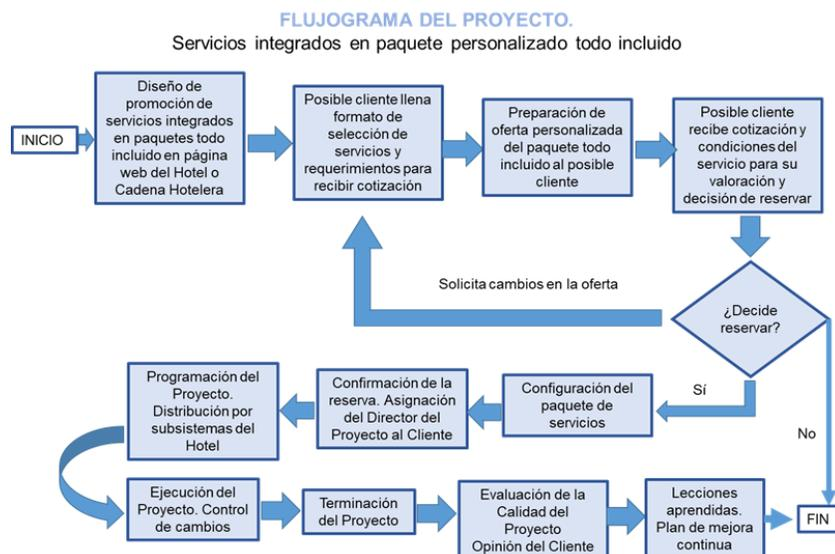 FLUJOGRAMA DEL PROYECTO.
Servicios integrados en paquete personalizado todo incluido
INICIO
Diseño de
promoción de
servicios integrados
en paquetes todo
incluido en página
web del Hotel o
Cadena Hotelera
Posible cliente llena
formato de
selección de
servicios y
requerimientos para
recibir cotización
Preparación de
oferta personalizada
del paquete todo
incluido al posible
cliente
Posible cliente
recibe cotización y
condiciones del
servicio para su
valoración y
decisión de reservar
Solicita cambios en la oferta
¿Decide
reservar?
Sí
No
Configuración del
paquete de
servicios
Confirmación de la
reserva. Asignación
del Director del
Proyecto al Cliente
Programación del
Proyecto.
Distribución por
subsistemas del
Hotel
Ejecución del
Proyecto. Control
de cambios
Terminación
del Proyecto
Evaluación de la
Calidad del
Proyecto
Opinión del Cliente
Lecciones
aprendidas.
Plan de mejora
continua
FIN